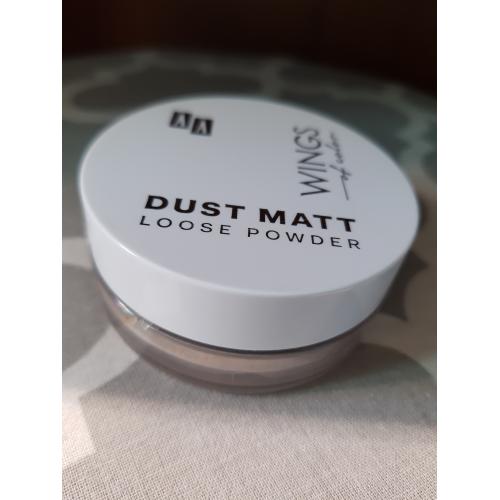 AA
WINGS
of color
DUST MATT
LOOSE POWDER